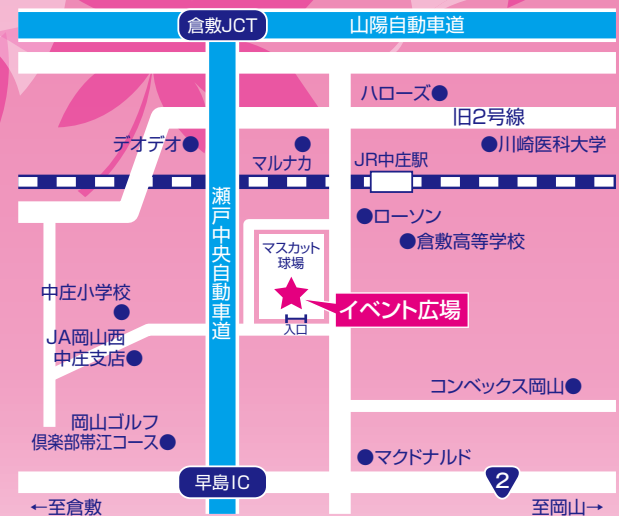 倉敷JCT
山陽自動車道
ハローズ
旧2号線
デオデオ
マルナカ
JR中庄駅
川崎医科大学
瀬戸中央自動車道
ローソン
倉敷高等学校
マスカット
球場
イベント広場
入口
中庄小学校
JA岡山西
中庄支店
コンベックス岡山
岡山ゴルフ
倶楽部帯江コース
マクドナルド
早島IC
2
←至倉敷
至岡山→